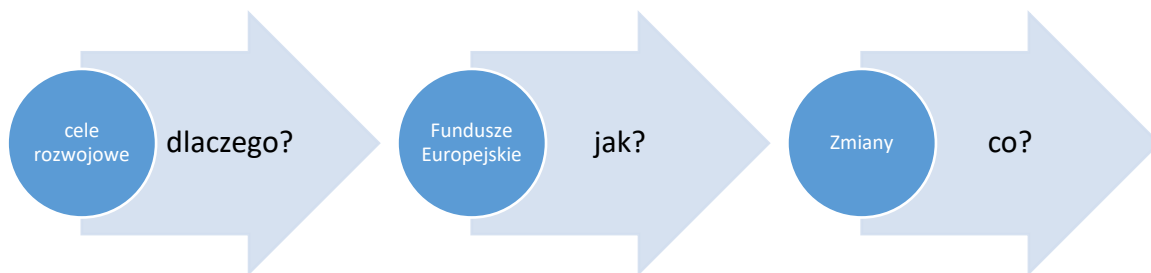 cele
rozwojowe
dlaczego?
Fundusze
Europejskie
jak?
Zmiany
co?